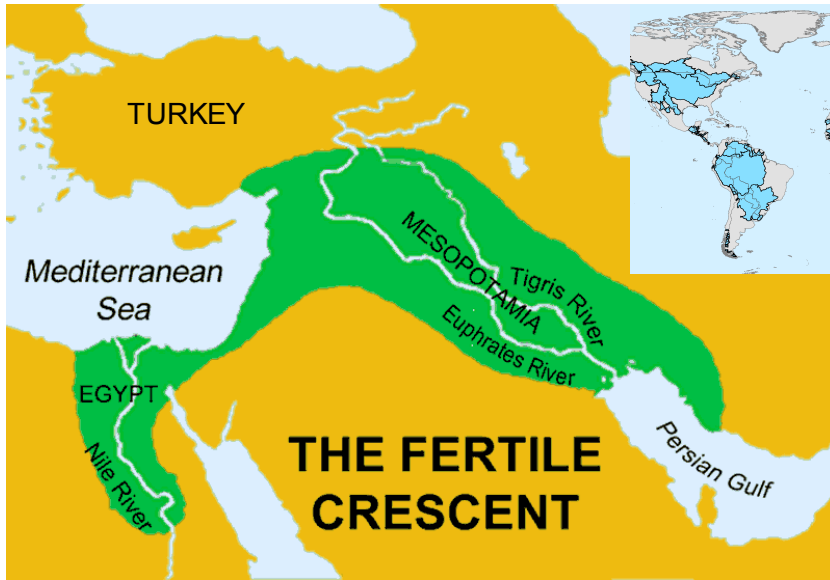 TURKEY
Mediterranean
Sea
MESOPOTAMIA
Tigris River
Euphrates River
EGYPT
Nile River
THE FERTILE
CRESCENT
Persian Gulf